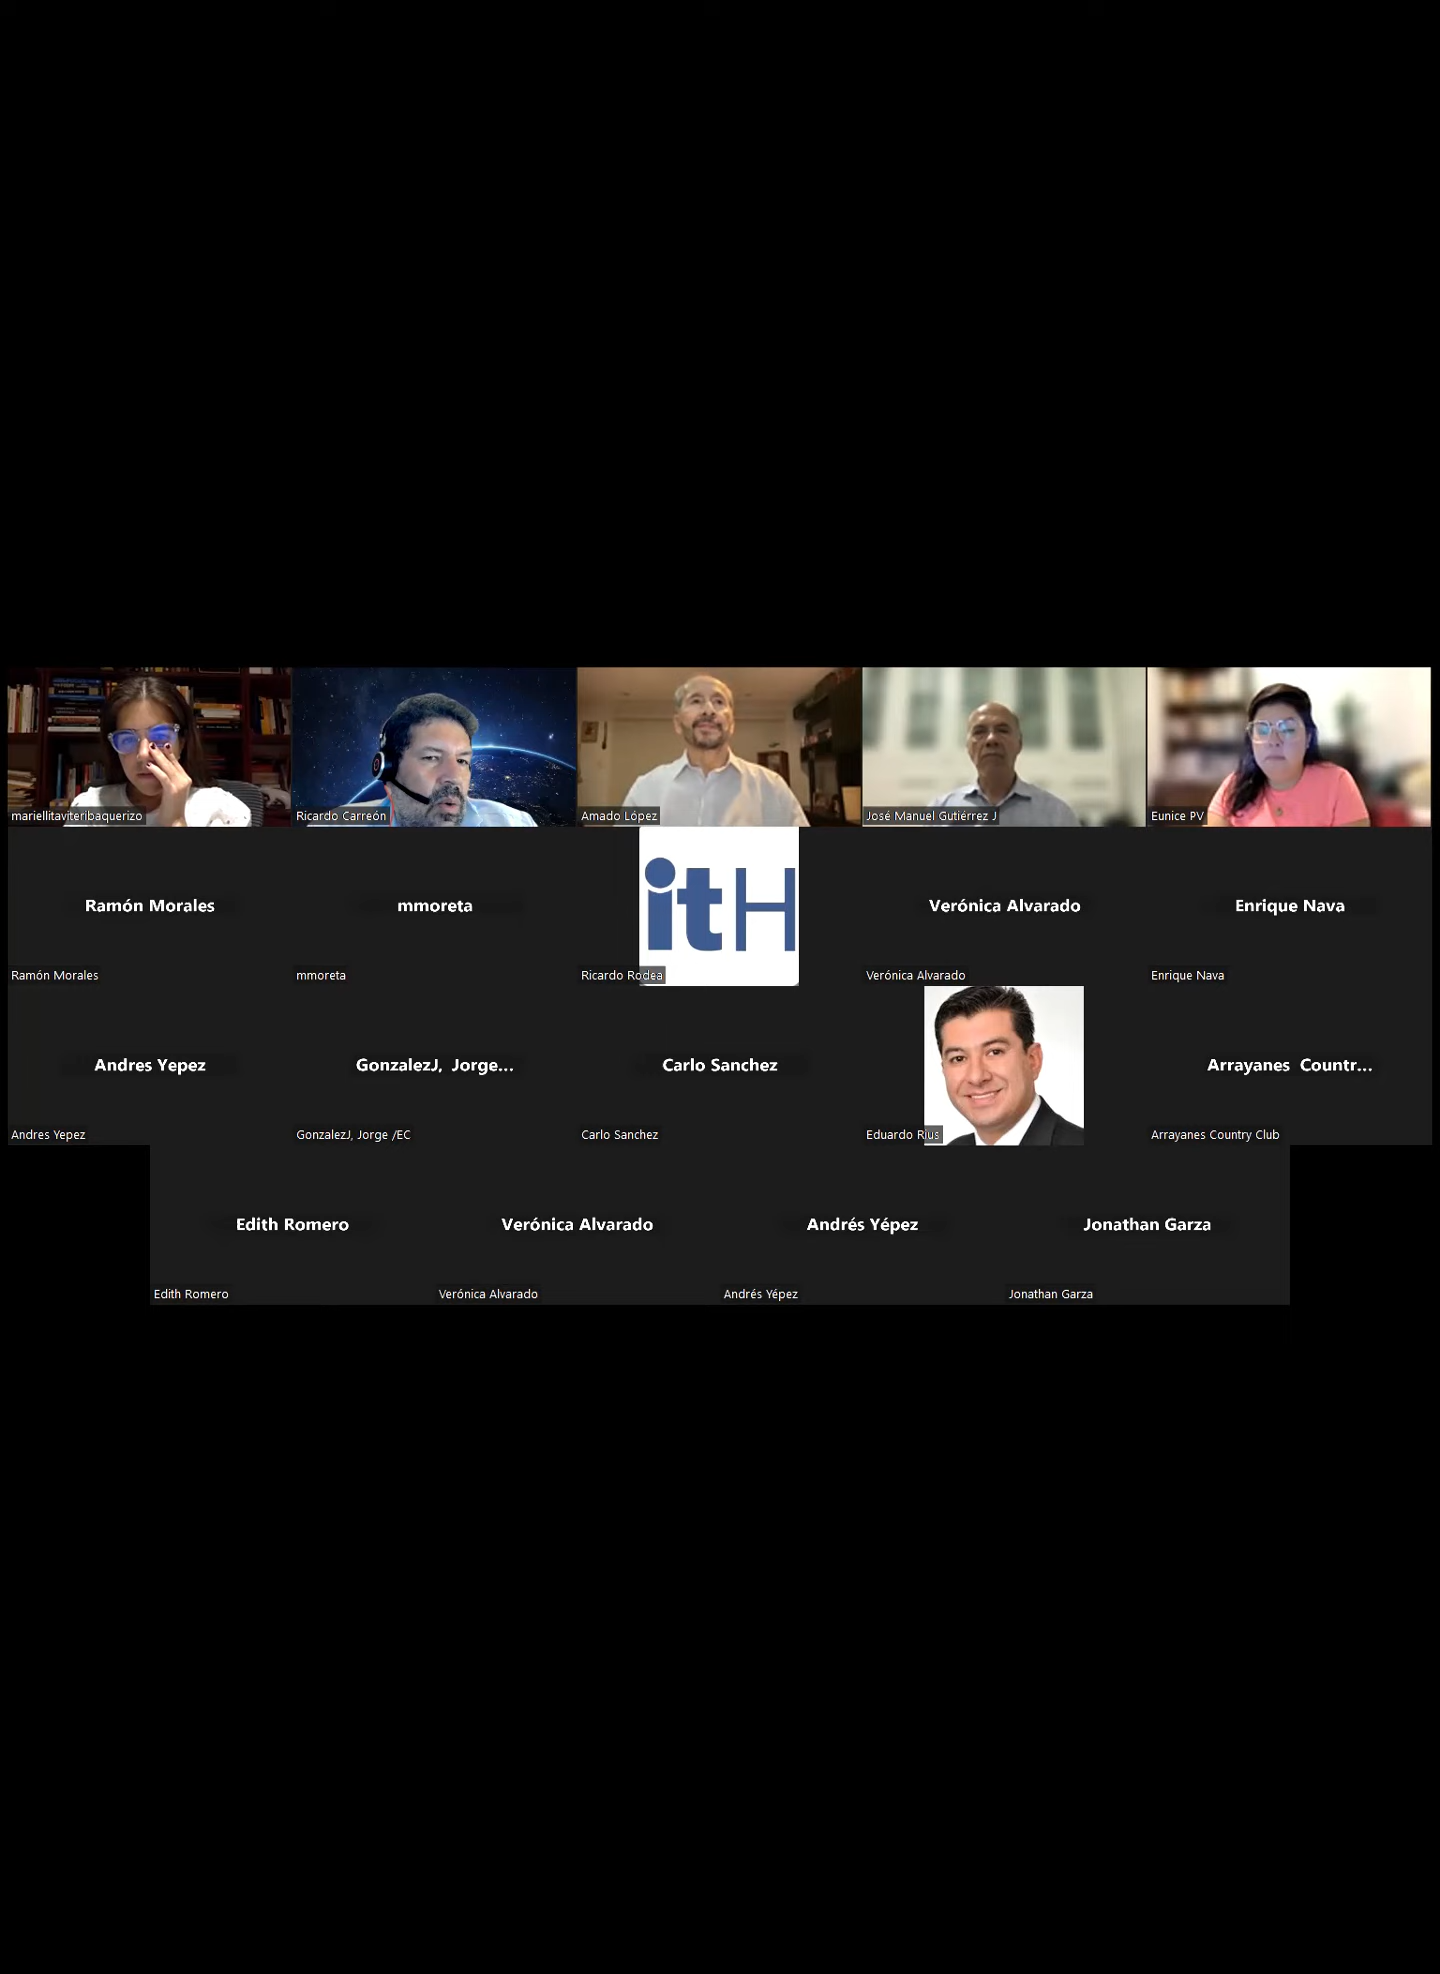 mariellitaviteribaquerizo
Ricardo Carreón
Amado López
José Manuel Gutiérrez J
Eunice PV
Ramón Morales
mmoreta
itH
Verónica Alvarado
Enrique Nava
Ramón Morales
mmoreta
Ricardo Rodea
Verónica Alvarado
Enrique Nava
Andres Yepez
GonzalezJ, Jorge...
Carlo Sanchez
Arrayanes Countr...
Andres Yepez
GonzalezJ, Jorge /EC
Carlo Sanchez
Eduardo Rius
Arrayanes Country Club
Edith Romero
Verónica Alvarado
Andrés Yépez
Jonathan Garza
Edith Romero
Verónica Alvarado
Andrés Yépez
Jonathan Garza